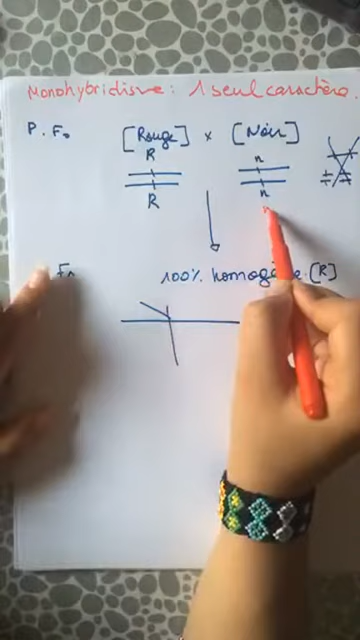 Monohybridisme : 1 seul caractère.
P. F₀ [Rouge] x [Noir]
R n
R n
F₁ 100% homogène. [R]